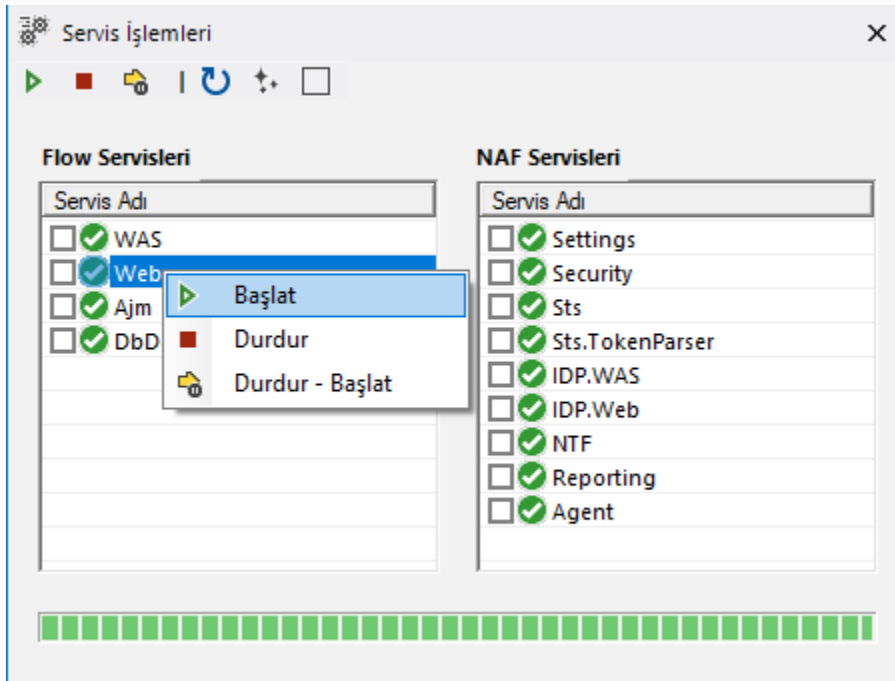 Servis İşlemleri
Flow Servisleri
Servis Adı
WAS
Web
Ajm
DbD
Başlat
Durdur
Durdur - Başlat
NAF Servisleri
Servis Adı
Settings
Security
Sts
Sts.TokenParser
IDP.WAS
IDP.Web
NTF
Reporting
Agent